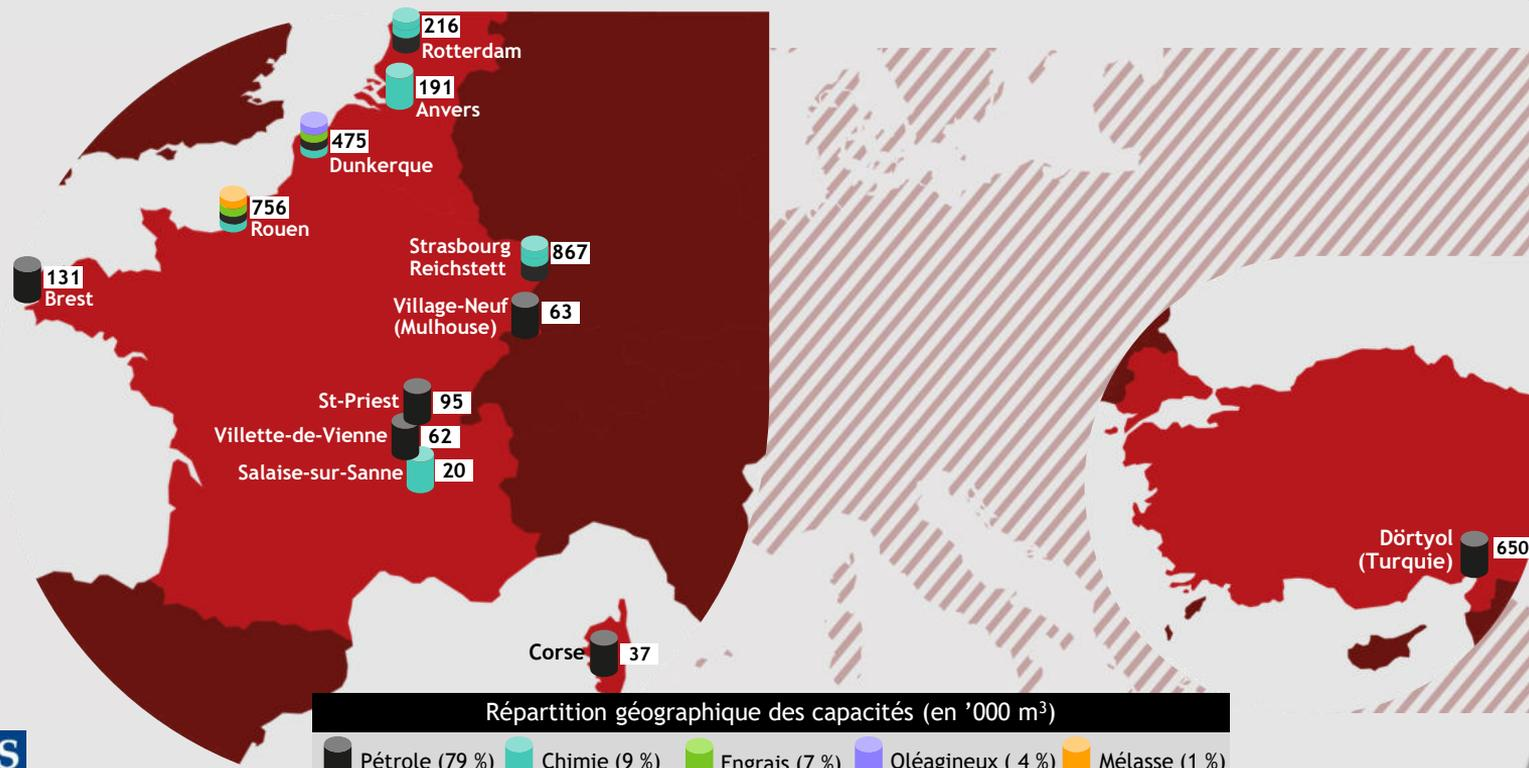 216
Rotterdam
191
Anvers
475
Dunkerque
756
Rouen
131
Brest
Strasbourg
Reichstett
867
Village-Neuf
(Mulhouse)
63
St-Priest
95
Villette-de-Vienne
62
Salaise-sur-Sanne
20
Corse
37
Dörtyol
(Turquie)
650
Répartition géographique des capacités (en ’000 m³)
Pétrole (79 %)
Chimie (9 %)
Engrais (7 %)
Oléagineux ( 4 %)
Mélasse (1 %)
S